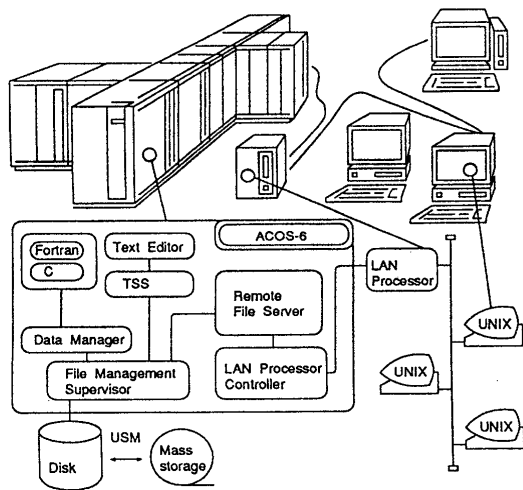 ACOS-6
Fortran
C
Text Editor
TSS
Remote
File Server
LAN
Processor
Data Manager
File Management
Supervisor
LAN Processor
Controller
UNIX
UNIX
UNIX
USM
Disk
Mass
storage